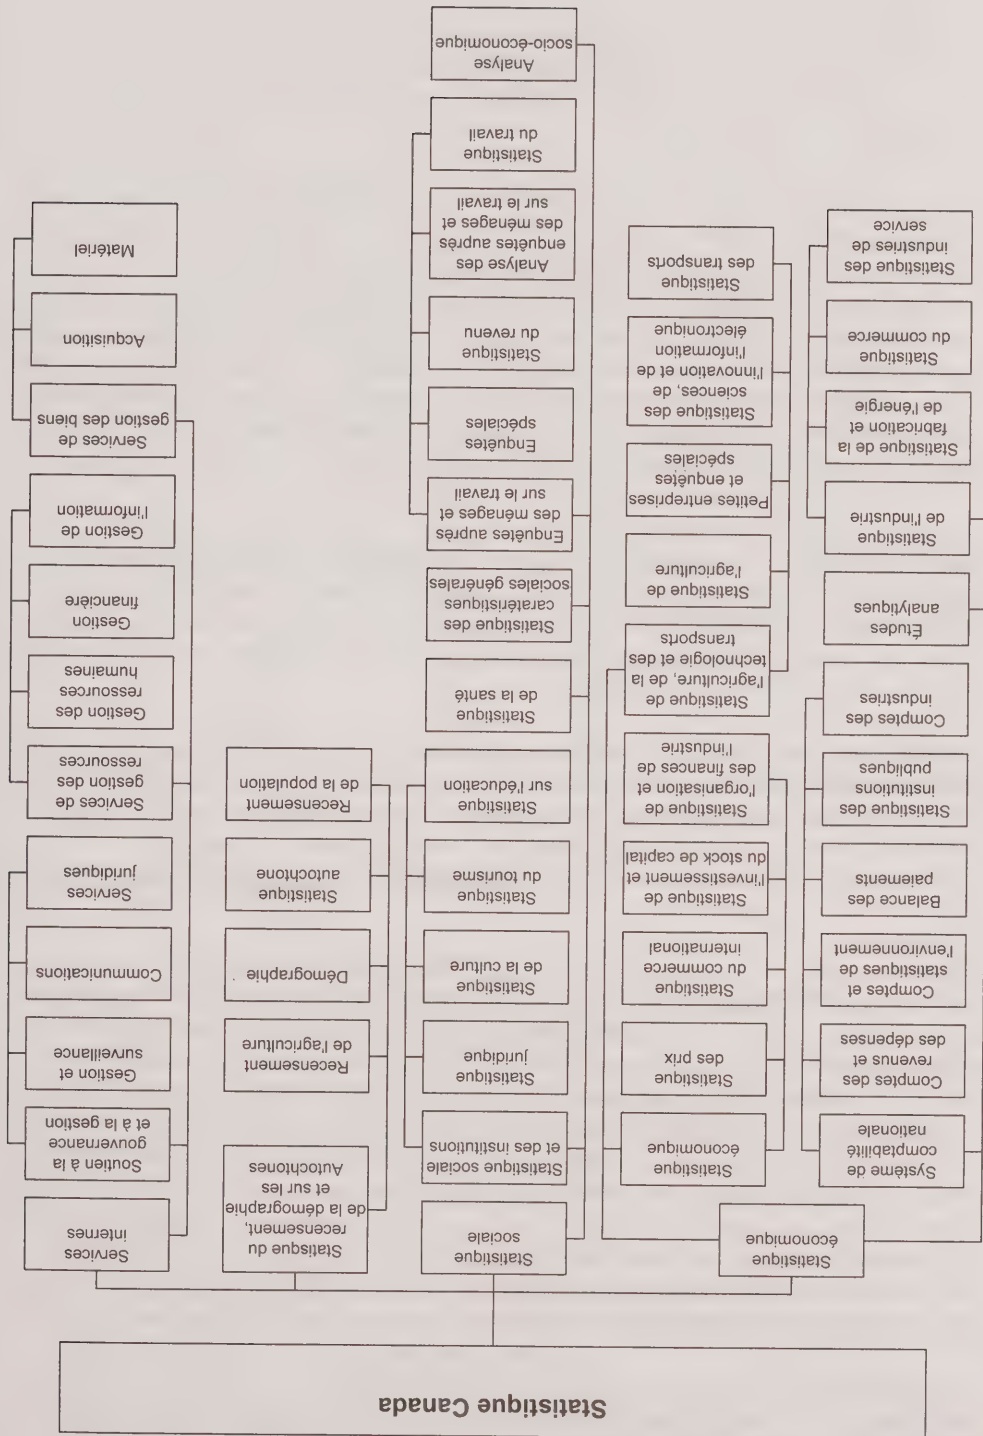 Statistique Canada
Statistique
économique
Système de
comptabilité
nationale
Comptes des
revenus et
des dépenses
Comptes et
statistiques de
l'environnement
Balance des
paiements
Statistique des
institutions
publiques
Comptes des
industries
Études
analytiques
Statistique
de l'industrie
Statistique de la
fabrication et
de l'énergie
Statistique
du commerce
Statistique des
industries de
service
Statistique
économique
Statistique
des prix
Statistique
du commerce
international
Statistique de
l'investissement et
du stock de capital
Statistique de
l'organisation et
des finances de
l'industrie
Statistique de
l'agriculture, de la
technologie et des
transports
Statistique de
l'agriculture
Petites entreprises
et enquêtes
spéciales
Statistique des
sciences, de
l'innovation et de
l'information
électronique
Statistique
des transports
Statistique
sociale
Statistique sociale
et des institutions
Statistique
juridique
Statistique
de la culture
Statistique
du tourisme
Statistique
sur l'éducation
Statistique
de la santé
Statistique des
caratéristiques
sociales générales
Enquêtes auprès
des ménages et
sur le travail
Enquêtes
spéciales
Statistique
du revenu
Analyse des
enquêtes auprès
des ménages et
sur le travail
Statistique
du travail
Analyse
socio-économique
Statisque du
recensement,
de la démographie
et sur les
Autochtones
Recensement
de l'agriculture
Démographie
Statistique
autochtone
Recensement
de la population
Services
internes
Soutien à la
gouvernance
et à la gestion
Gestion et
surveillance
Communications
Services
juridiques
Services de
gestion des
ressources
Gestion des
ressources
humaines
Gestion
financière
Gestion de
l'information
Services de
gestion des biens
Acquisition
Matériel